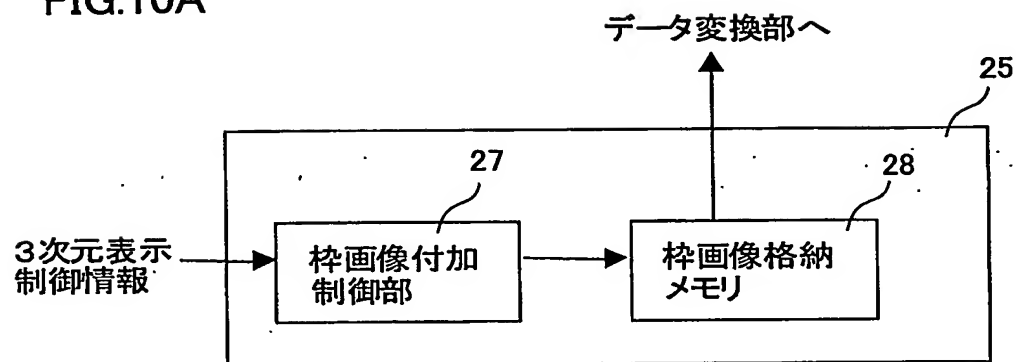 FIG.10A
データ変換部へ
25
27
28
3次元表示
制御情報
枠画像付加
制御部
枠画像格納
メモリ